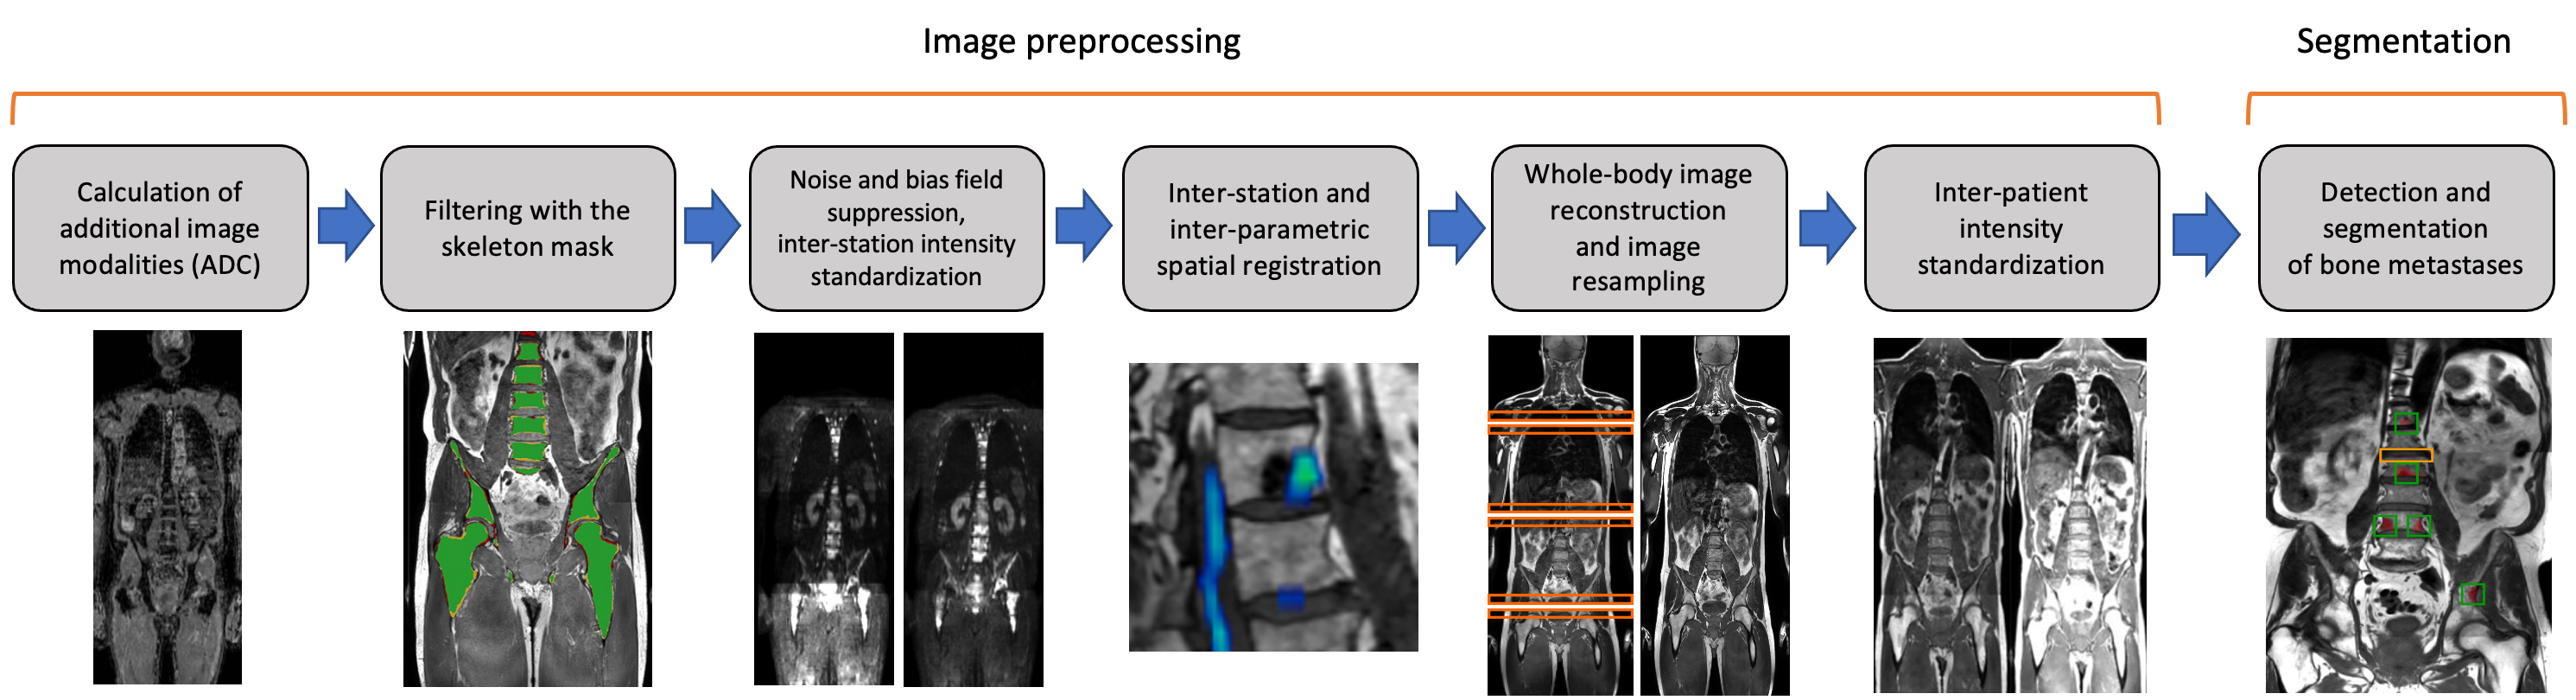 Image preprocessing
Segmentation
Calculation of
additional image
modalities (ADC)
Filtering with the
skeleton mask
Noise and bias field
suppression,
inter-station intensity
standardization
Inter-station and
inter-parametric
spatial registration
Whole-body image
reconstruction
and image
resampling
Inter-patient
intensity
standardization
Detection and
segmentation
of bone metastases